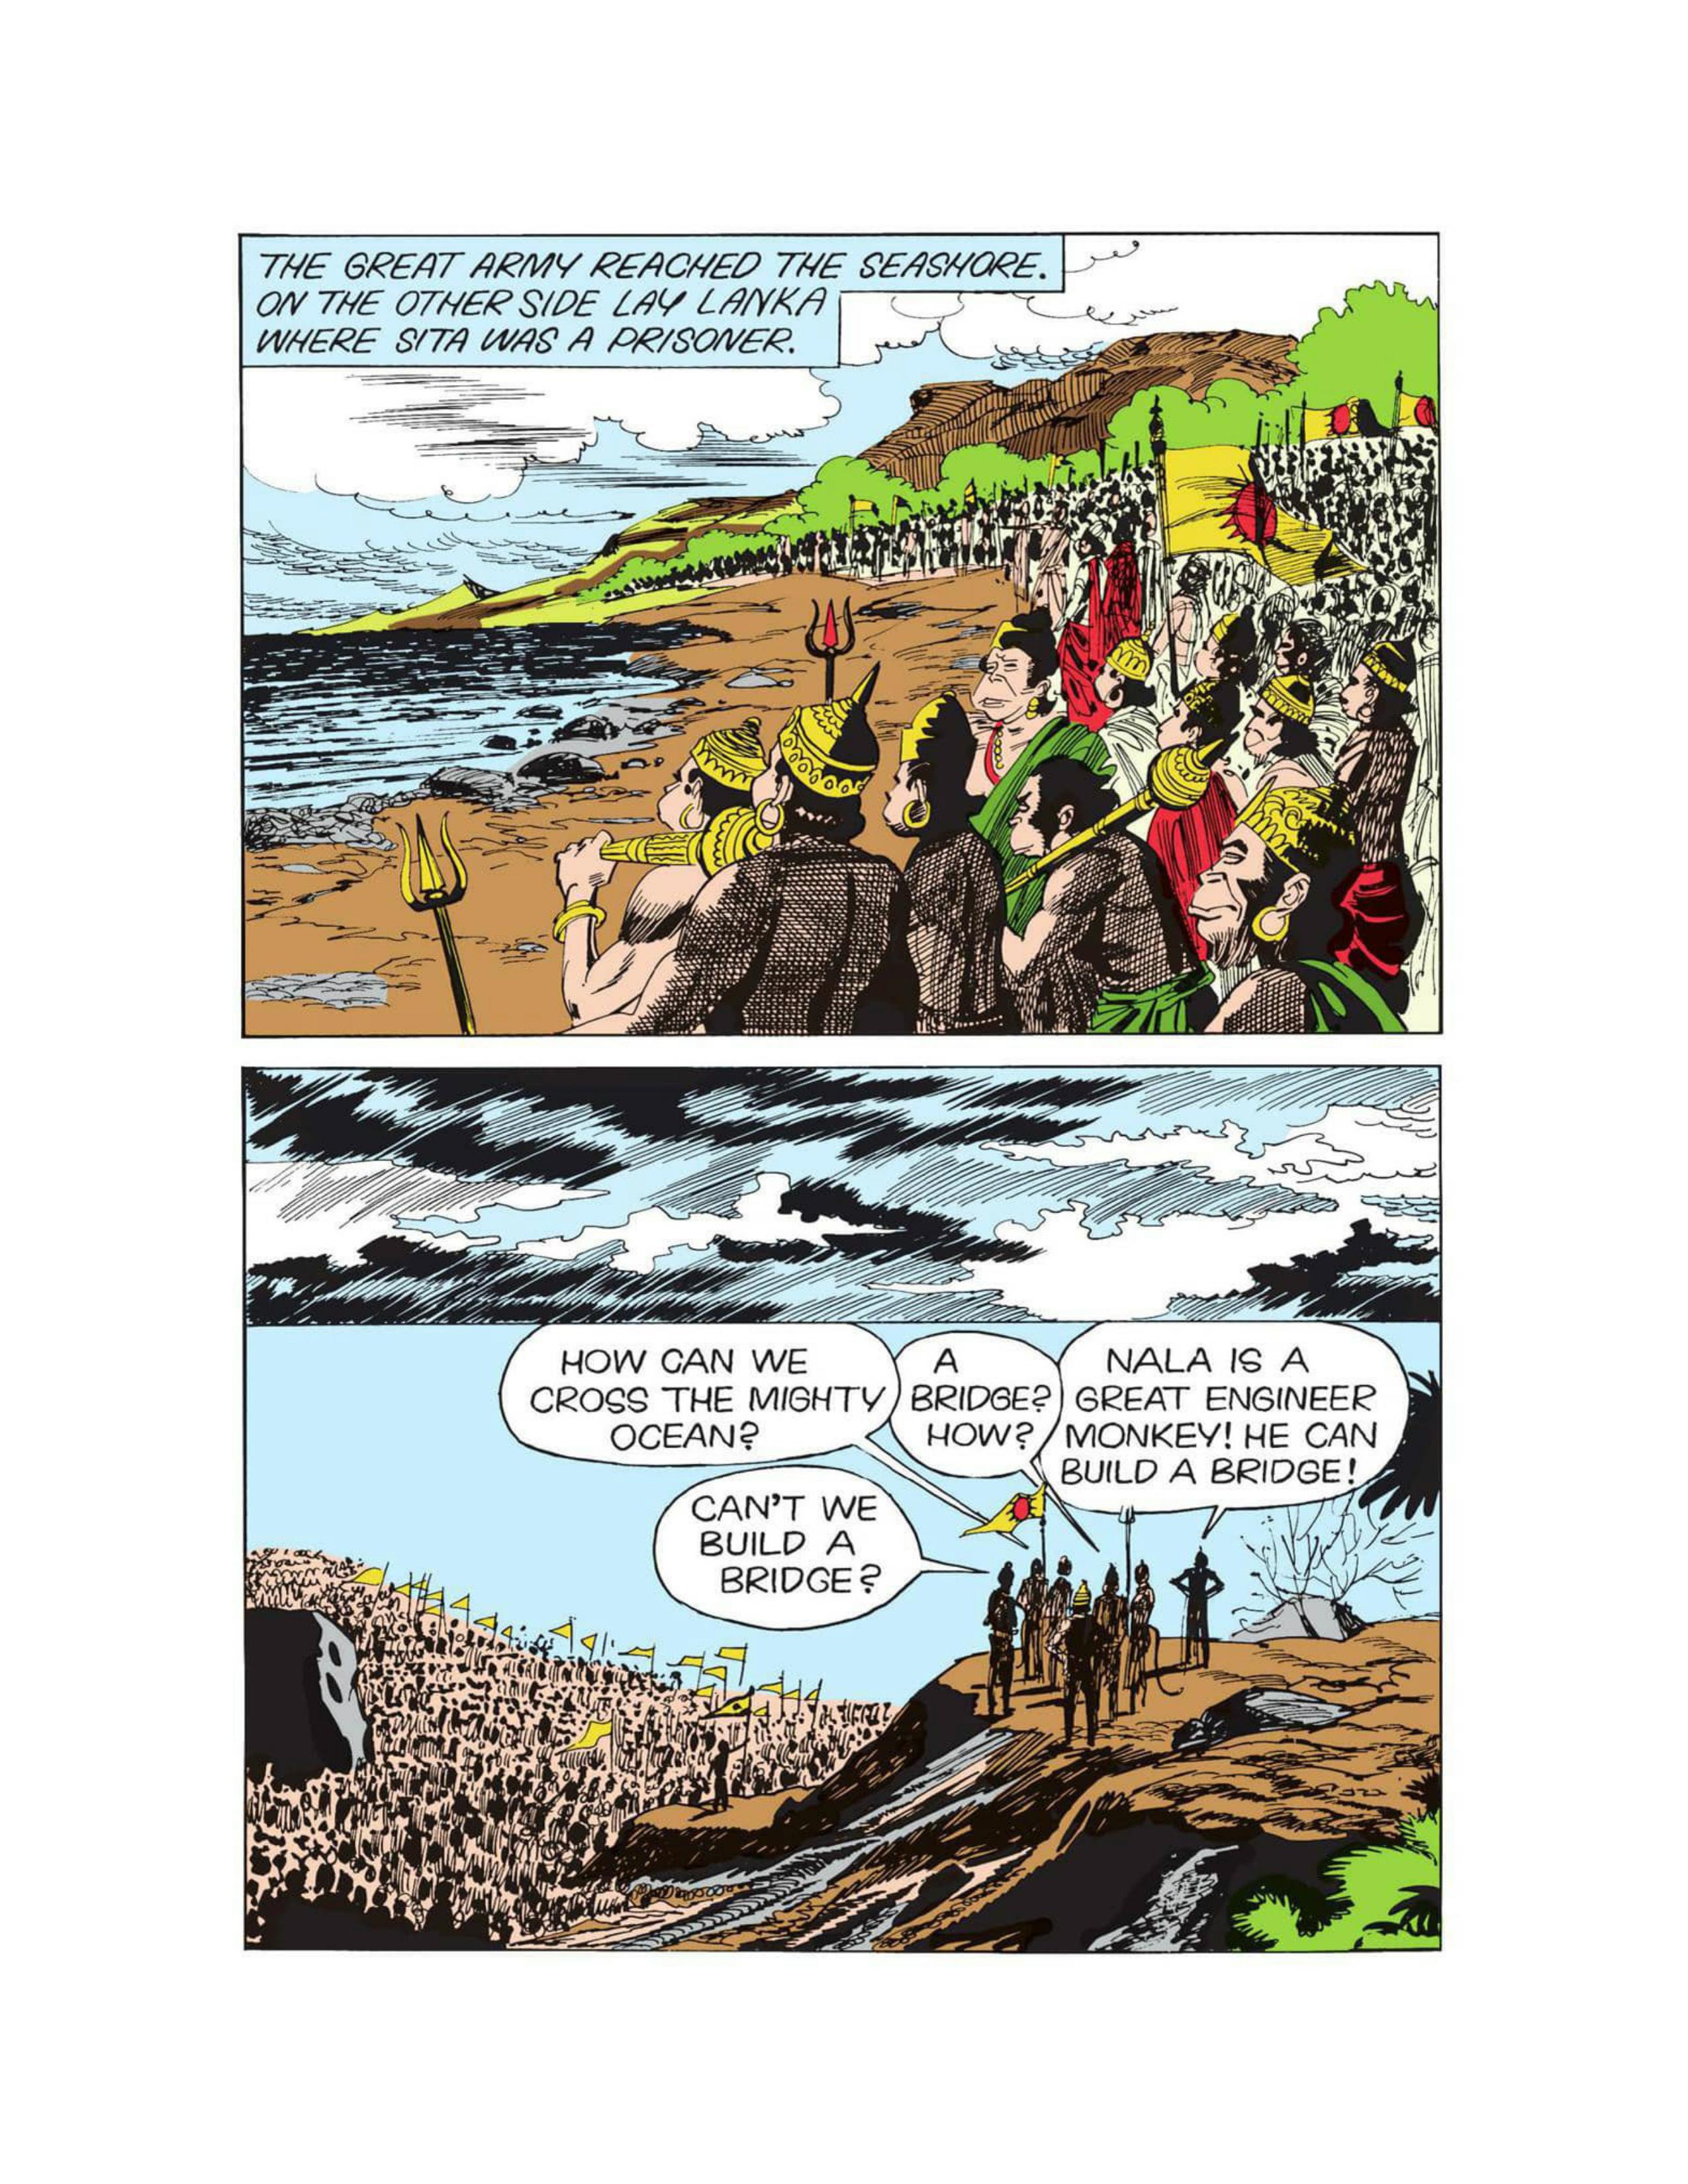 THE GREAT ARMY REACHED THE SEASHORE.
ON THE OTHER SIDE LAY LANKA
WHERE SITA WAS A PRISONER.
HOW CAN WE
CROSS THE MIGHTY
OCEAN?
CAN'T WE
BUILD A
BRIDGE?
A
BRIDGE?
HOW?
NALA IS A
GREAT ENGINEER
MONKEY! HE CAN
BUILD A BRIDGE!